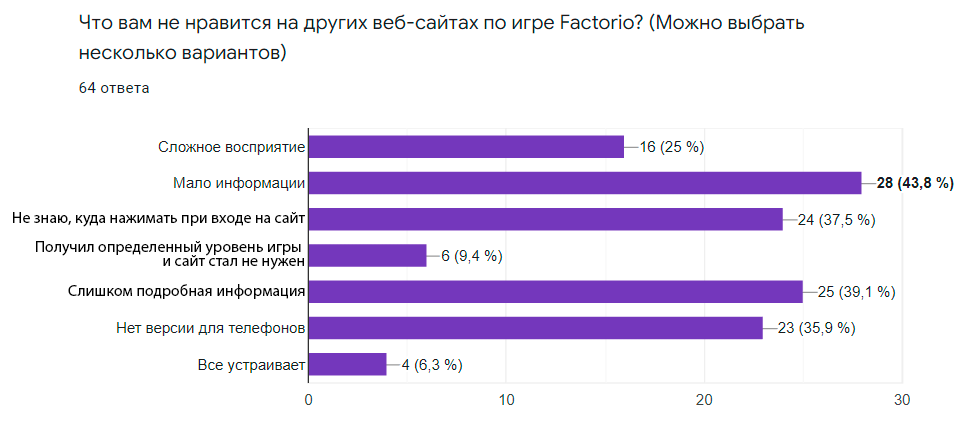 Что вам не нравится на других веб-сайтах по игре Factorio? (Можно выбрать
несколько вариантов)
64 ответа
Сложное восприятие 16 (25 %)
Мало информации 28 (43,8 %)
Не знаю, куда нажимать при входе на сайт 24 (37,5 %)
Получил определенный уровень игры
и сайт стал не нужен 6 (9,4 %)
Слишком подробная информация 25 (39,1 %)
Нет версии для телефонов 23 (35,9 %)
Все устраивает 4 (6,3 %)
0 10 20 30